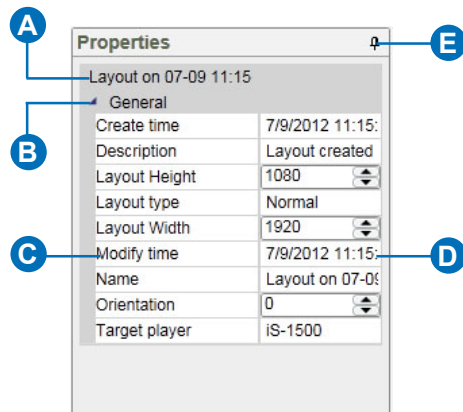 A
Properties
E
Layout on 07-09 11:15
B
General
Create time 7/9/2012 11:15:
Description Layout created
Layout Height 1080
Layout type Normal
Layout Width 1920
C
Modify time 7/9/2012 11:15:
D
Name Layout on 07-09
Orientation 0
Target player iS-1500